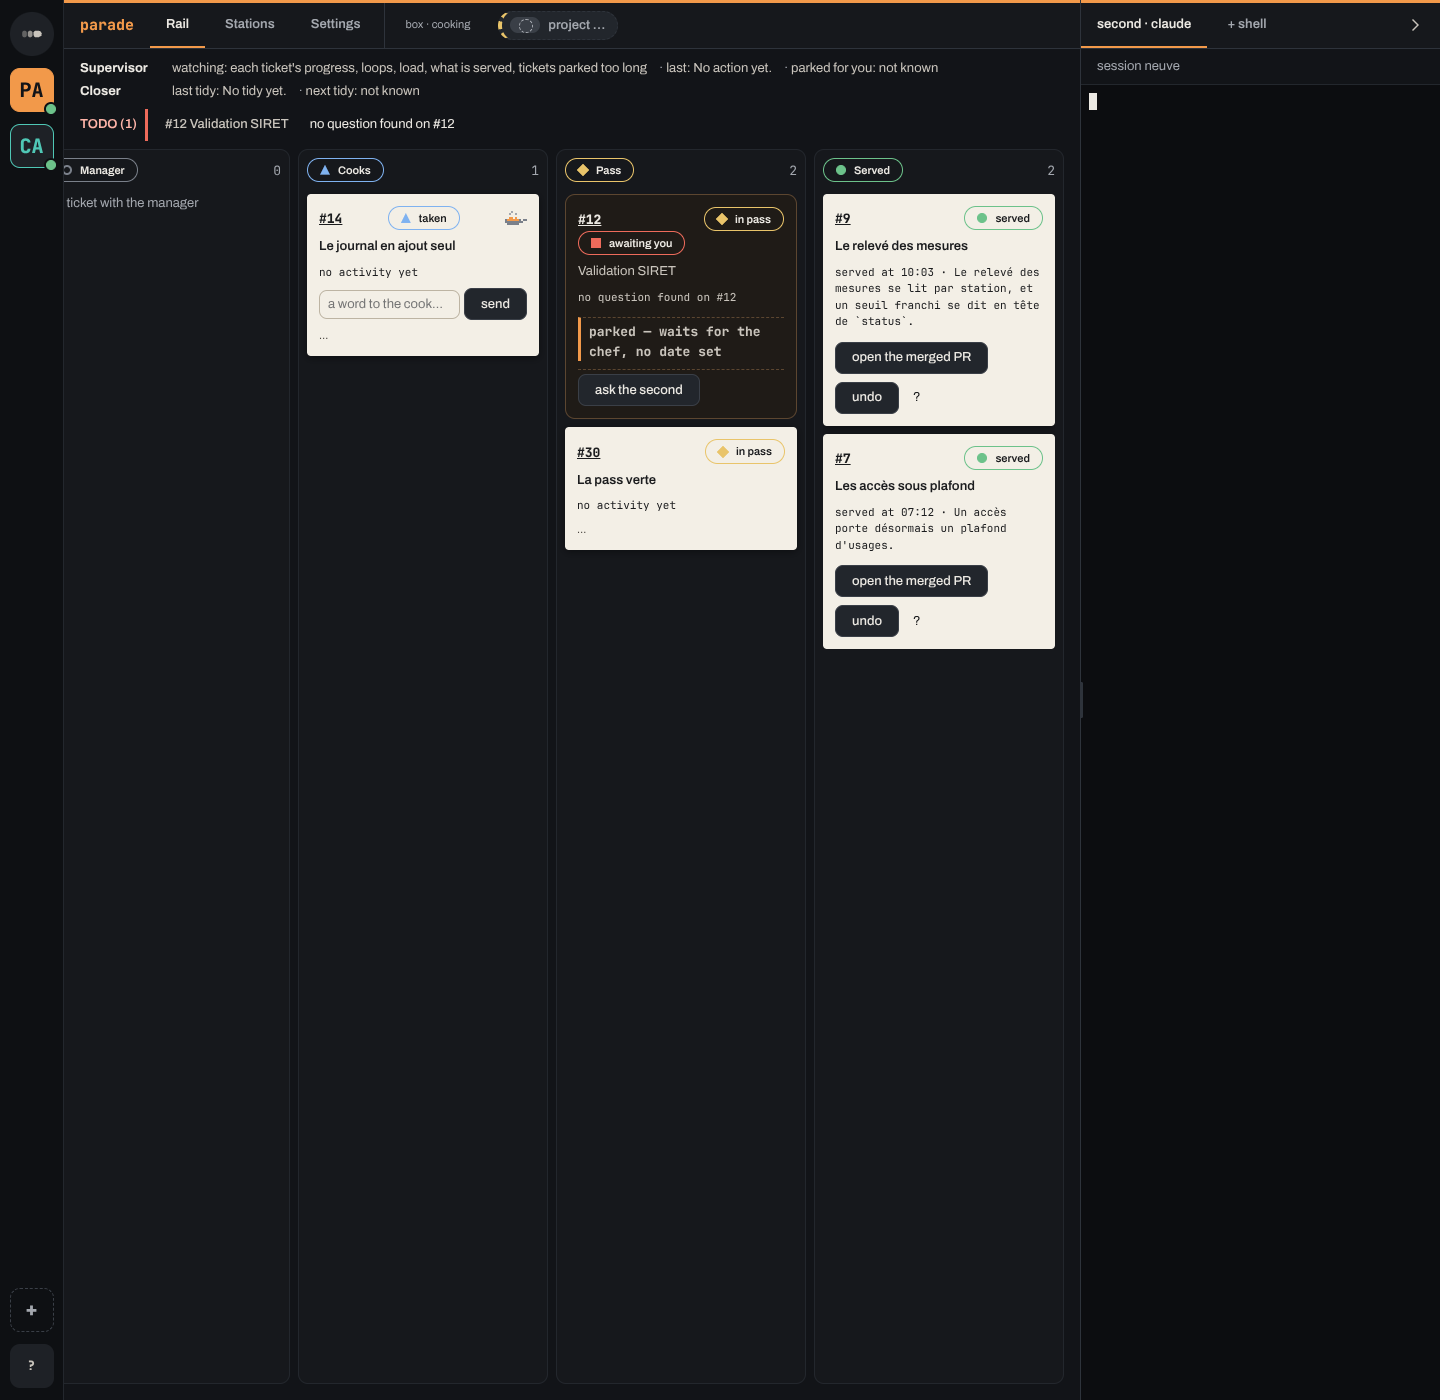 parade Rail Stations Settings box · cooking project ...
second · claude + shell
session neuve
PA
CA
Supervisor watching: each ticket's progress, loops, load, what is served, tickets parked too long · last: No action yet. · parked for you: not known
Closer last tidy: No tidy yet. · next tidy: not known
TODO (1) #12 Validation SIRET no question found on #12
Manager 0
ticket with the manager
Cooks 1
#14 taken
Le journal en ajout seul
no activity yet
a word to the cook... send
...
Pass 2
#12 in pass
awaiting you
Validation SIRET
no question found on #12
parked — waits for the
chef, no date set
ask the second
#30 in pass
La pass verte
no activity yet
...
Served 2
#9 served
Le relevé des mesures
served at 10:03 · Le relevé des
mesures se lit par station, et
un seuil franchi se dit en tête
de `status`.
open the merged PR
undo ?
#7 served
Les accès sous plafond
served at 07:12 · Un accès
porte désormais un plafond
d'usages.
open the merged PR
undo ?
+
?